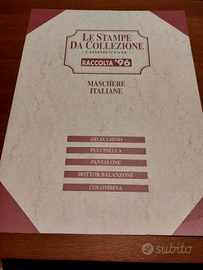 LE STAMPE
DA COLLEZIONE
COMMENTATE
RACCOLTA '96
MASCHERE
ITALIANE
ARLECCHINO
PULCINELLA
PANTALONE
DOTTOR BALANZONE
COLOMBINA
subito